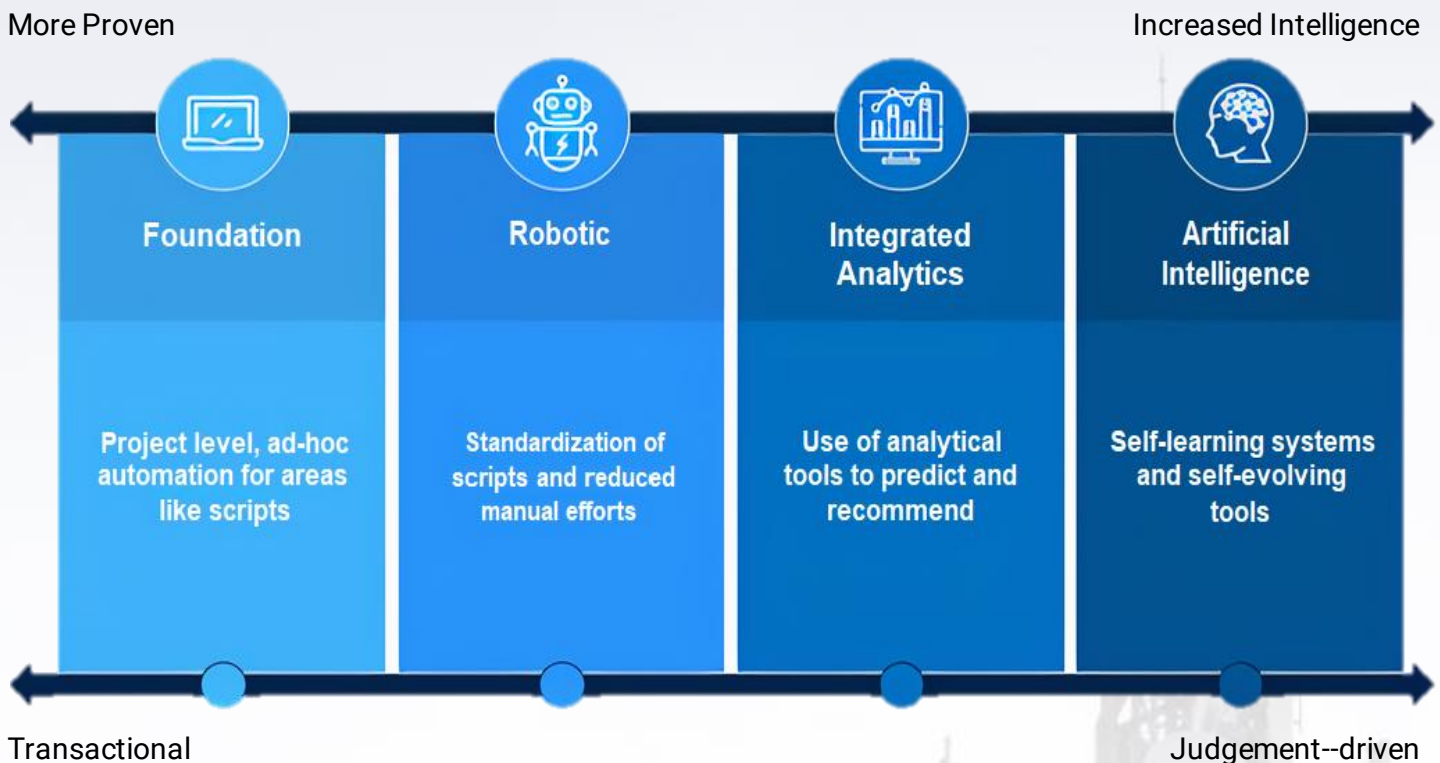 More Proven
Increased Intelligence
Foundation
Robotic
Integrated
Analytics
Artificial
Intelligence
Project level, ad-hoc
automation for areas
like scripts
Standardization of
scripts and reduced
manual efforts
Use of analytical
tools to predict and
recommend
Self-learning systems
and self-evolving
tools
Transactional
Judgement--driven